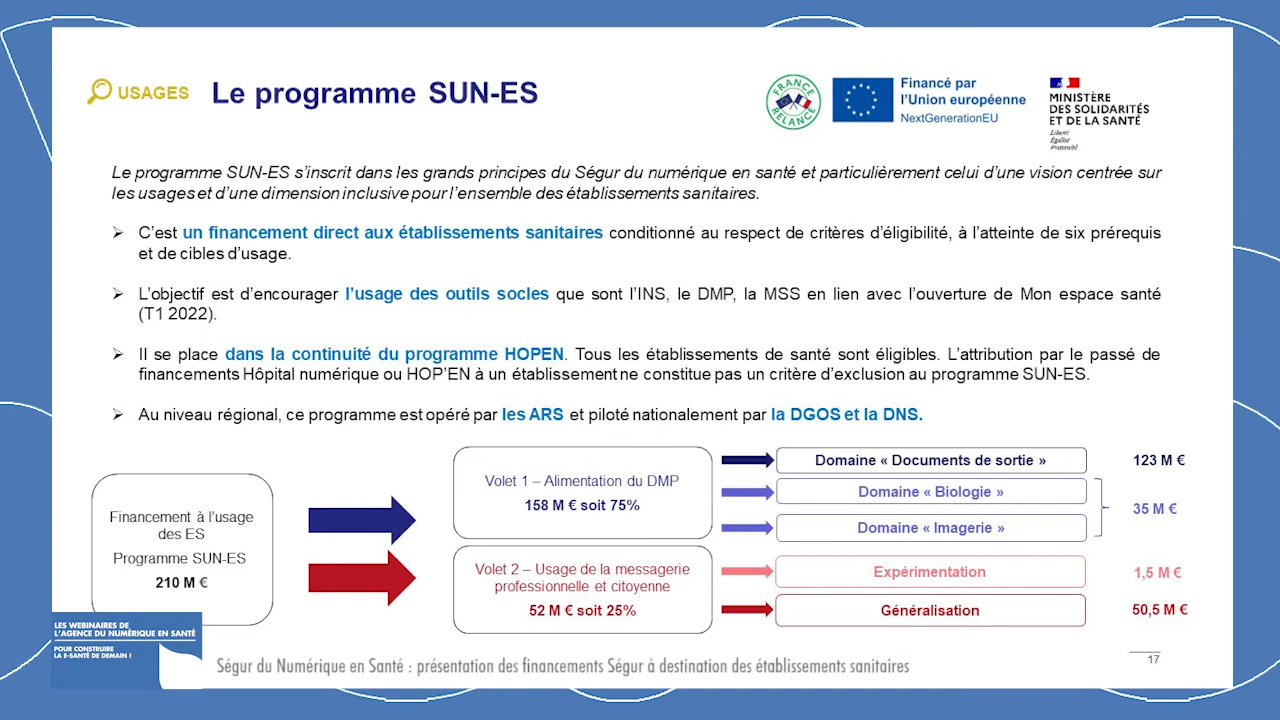 USAGES
Le programme SUN-ES
FRANCE
RELANCE
Financé par
l'Union européenne
NextGenerationEU
MINISTÈRE
DES SOLIDARITÉS
ET DE LA SANTÉ
Liberté
Égalité
Fraternité
Le programme SUN-ES s'inscrit dans les grands principes du Ségur du numérique en santé et particulièrement celui d'une vision centrée sur
les usages et d'une dimension inclusive pour l'ensemble des établissements sanitaires.
➢ C'est un financement direct aux établissements sanitaires conditionné au respect de critères d'éligibilité, à l'atteinte de six prérequis
et de cibles d'usage.
➢ L'objectif est d'encourager l'usage des outils socles que sont l'INS, le DMP, la MSS en lien avec l'ouverture de Mon espace santé
(T1 2022).
➢ Il se place dans la continuité du programme HOPEN. Tous les établissements de santé sont éligibles. L'attribution par le passé de
financements Hôpital numérique ou HOP'EN à un établissement ne constitue pas un critère d'exclusion au programme SUN-ES.
➢ Au niveau régional, ce programme est opéré par les ARS et piloté nationalement par la DGOS et la DNS.
Financement à l'usage
des ES
Programme SUN-ES
210 M €
Volet 1 – Alimentation du DMP
158 M € soit 75%
Volet 2 – Usage de la messagerie
professionnelle et citoyenne
52 M € soit 25%
Domaine « Documents de sortie »
123 M €
Domaine « Biologie »
Domaine « Imagerie »
35 M €
Expérimentation
1,5 M €
Généralisation
50,5 M €
LES WEBINAIRES DE
L'AGENCE DU NUMÉRIQUE EN SANTÉ
POUR CONSTRUIRE
LA E-SANTÉ DE DEMAIN !
Ségur du Numérique en Santé : présentation des financements Ségur à destination des établissements sanitaires
17